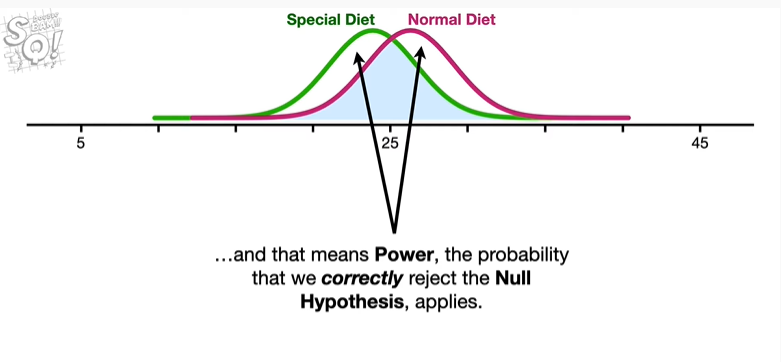 Special Diet Normal Diet
5 25 45
...and that means Power, the probability
that we correctly reject the Null
Hypothesis, applies.